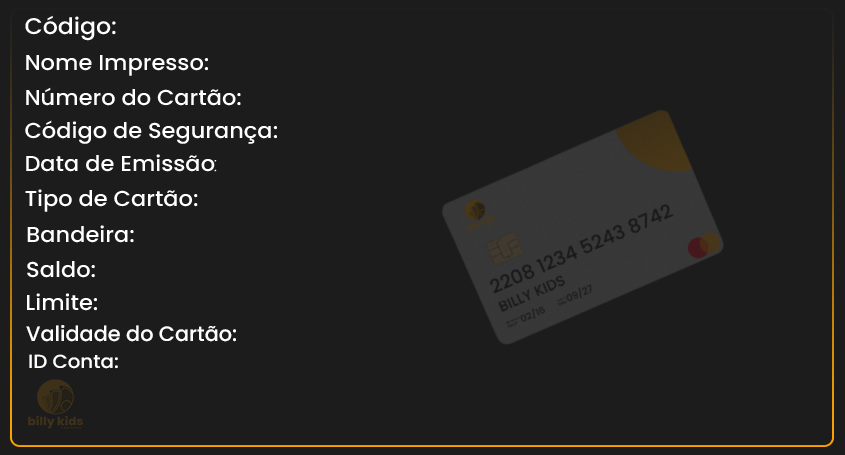 Código:
Nome Impresso:
Número do Cartão:
Código de Segurança:
Data de Emissão:
Tipo de Cartão:
Bandeira:
Saldo:
Limite:
Validade do Cartão:
ID Conta:
2208 1234 5243 8742
BILLY KIDS
02/16
09/27
billy kids